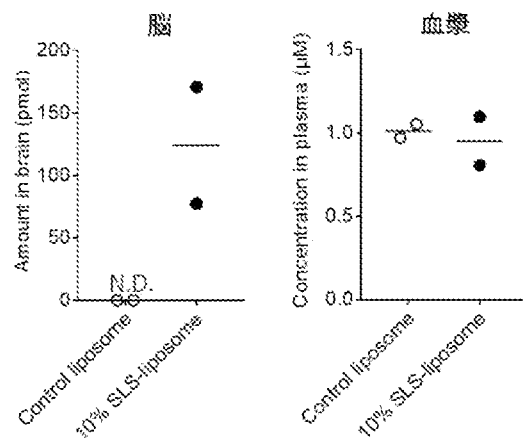 脳
200
150
100
50
0
Amount in brain (pmol)
N.D.
Control liposome
10% SLS-liposome
血漿
1.5
1.0
0.5
0.0
Concentration in plasma (µM)
Control liposome
10% SLS-liposome